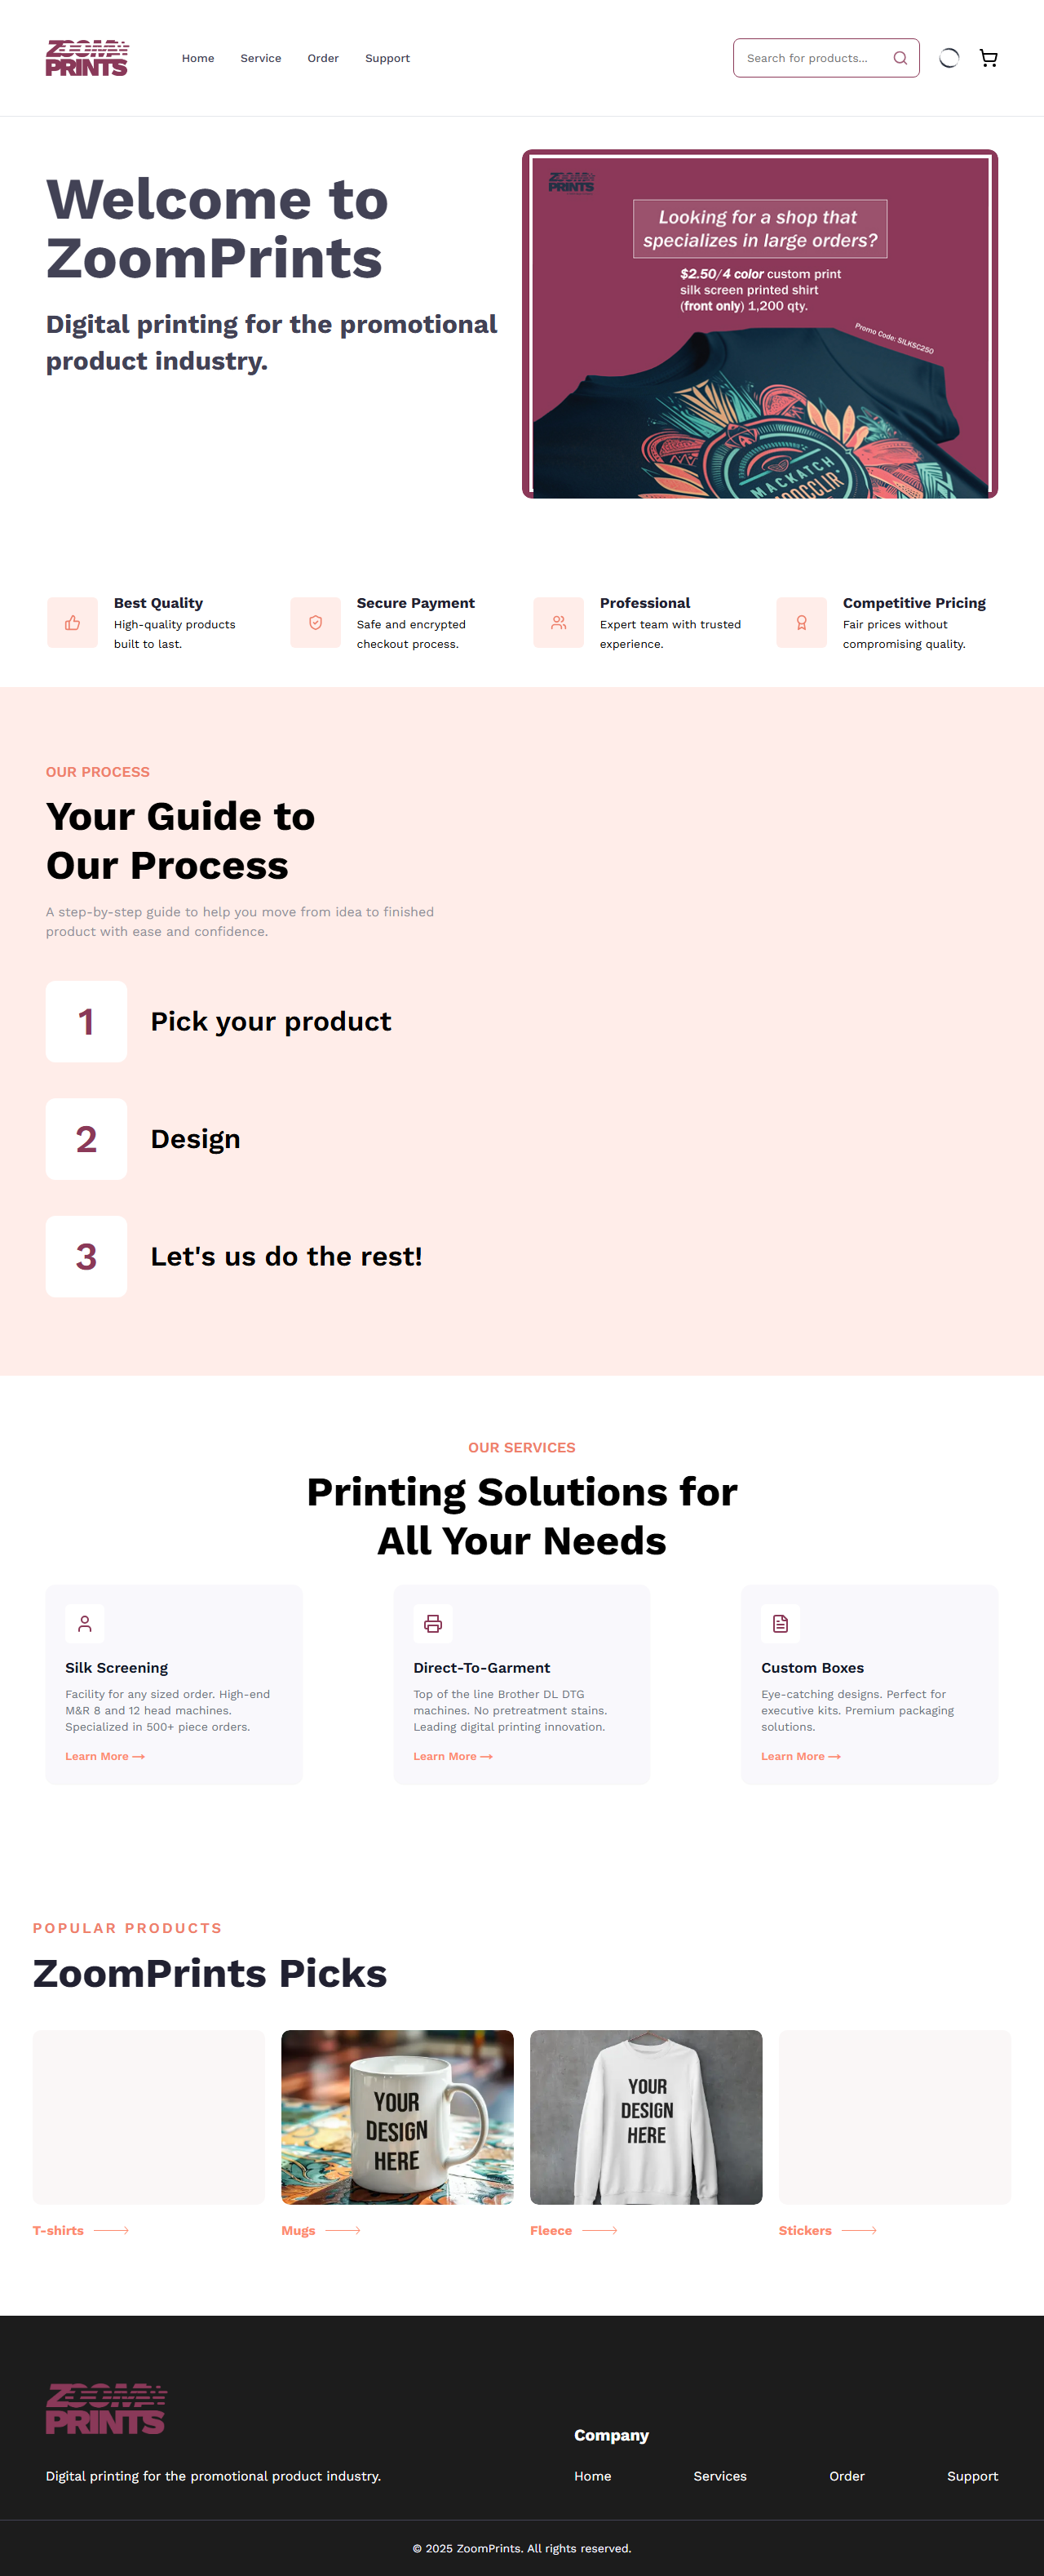 ZOOM
PRINTS
Home
Service
Order
Support
Search for products...
Welcome to
ZoomPrints
Digital printing for the promotional
product industry.
ZOOM
PRINTS
Looking for a shop that
specializes in large orders?
$2.50/4 color custom print
silk screen printed shirt
(front only) 1,200 qty.
Promo Code: SILKSC250
MACKATCH
Best Quality
High-quality products
built to last.
Secure Payment
Safe and encrypted
checkout process.
Professional
Expert team with trusted
experience.
Competitive Pricing
Fair prices without
compromising quality.
OUR PROCESS
Your Guide to
Our Process
A step-by-step guide to help you move from idea to finished
product with ease and confidence.
1
Pick your product
2
Design
3
Let's us do the rest!
OUR SERVICES
Printing Solutions for
All Your Needs
Silk Screening
Facility for any sized order. High-end
M&R 8 and 12 head machines.
Specialized in 500+ piece orders.
Learn More
Direct-To-Garment
Top of the line Brother DL DTG
machines. No pretreatment stains.
Leading digital printing innovation.
Learn More
Custom Boxes
Eye-catching designs. Perfect for
executive kits. Premium packaging
solutions.
Learn More
POPULAR PRODUCTS
ZoomPrints Picks
YOUR
DESIGN
HERE
YOUR
DESIGN
HERE
T-shirts
Mugs
Fleece
Stickers
ZOOM
PRINTS
Digital printing for the promotional product industry.
Company
Home
Services
Order
Support
© 2025 ZoomPrints. All rights reserved.